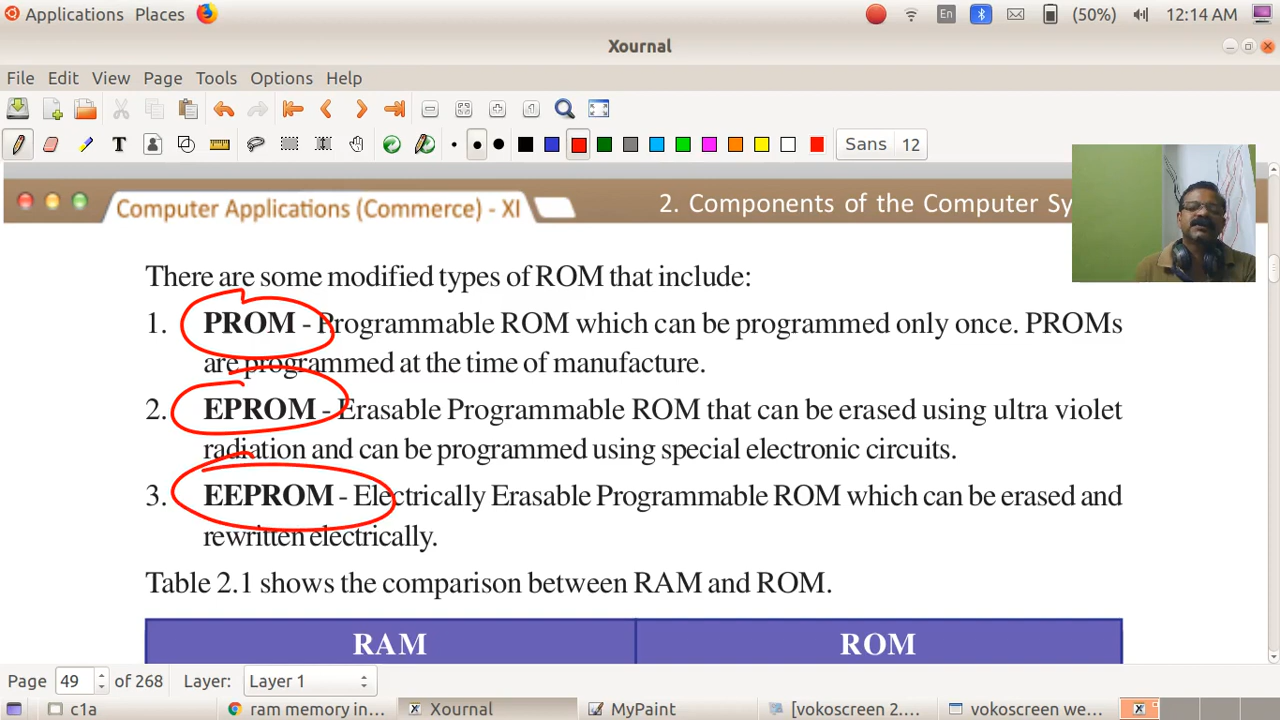 Applications Places En (50%) 12:14 AM
Xournal
File Edit View Page Tools Options Help
T Sans 12
Computer Applications (Commerce) - XI 2. Components of the Computer Sy
There are some modified types of ROM that include:
1. PROM - Programmable ROM which can be programmed only once. PROMs
are programmed at the time of manufacture.
2. EPROM - Erasable Programmable ROM that can be erased using ultra violet
radiation and can be programmed using special electronic circuits.
3. EEPROM - Electrically Erasable Programmable ROM which can be erased and
rewritten electrically.
Table 2.1 shows the comparison between RAM and ROM.
RAM ROM
Page 49 of 268 Layer: Layer 1
c1a ram memory in... Xournal MyPaint [vokoscreen 2.... vokoscreen we...